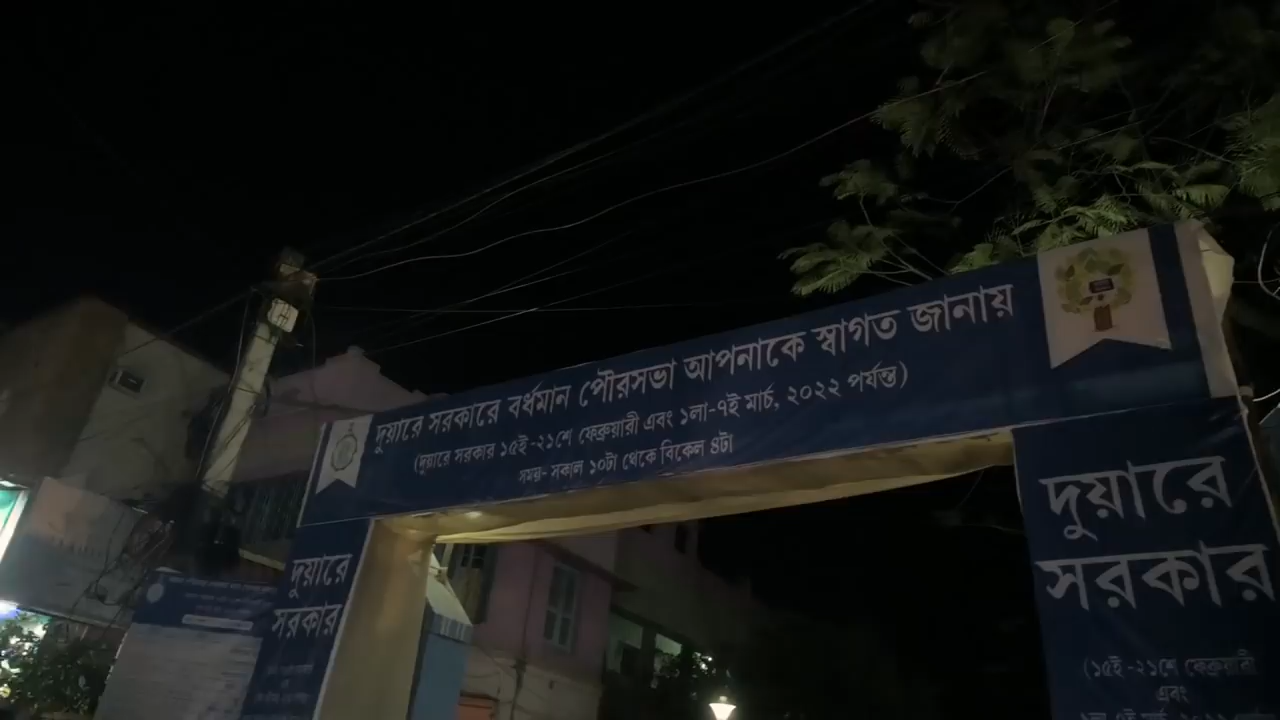 দুয়ারে সরকারে বর্ধমান পৌরসভা আপনাকে স্বাগত জানায়
(দুয়ারে সরকার ১৫ই-২১শে ফেব্রুয়ারী এবং ১লা-৭ই মার্চ, ২০২২ পর্যন্ত)
সময়- সকাল ১০টা থেকে বিকেল ৪টা
দুয়ারে
সরকার
দুয়ারে
সরকার
(১৫ই-২১শে ফেব্রুয়ারী
এবং